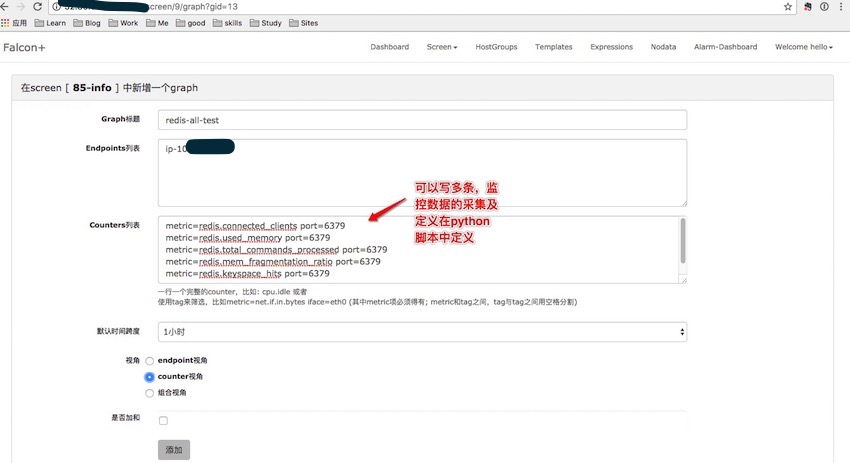 screen/9/graph?gid=13
应用 Learn Blog Work Me good skills Study Sites
Falcon+ Dashboard Screen HostGroups Templates Expressions Nodata Alarm-Dashboard Welcome hello
在screen [ 85-info ] 中新增一个graph
Graph标题 redis-all-test
Endpoints列表 ip-10
可以写多条，监
控数据的采集及
定义在python
脚本中定义
Counters列表 metric=redis.connected_clients port=6379
metric=redis.used_memory port=6379
metric=redis.total_commands_processed port=6379
metric=redis.mem_fragmentation_ratio port=6379
metric=redis.keyspace_hits port=6379
一行一个完整的counter，比如：cpu.idle 或者
使用tag来筛选，比如metric=net.if.in.bytes iface=eth0 (其中metric项必须得有；metric和tag之间，tag与tag之间用空格分割)
默认时间跨度 1小时
视角 endpoint视角
counter视角
组合视角
是否加和
添加